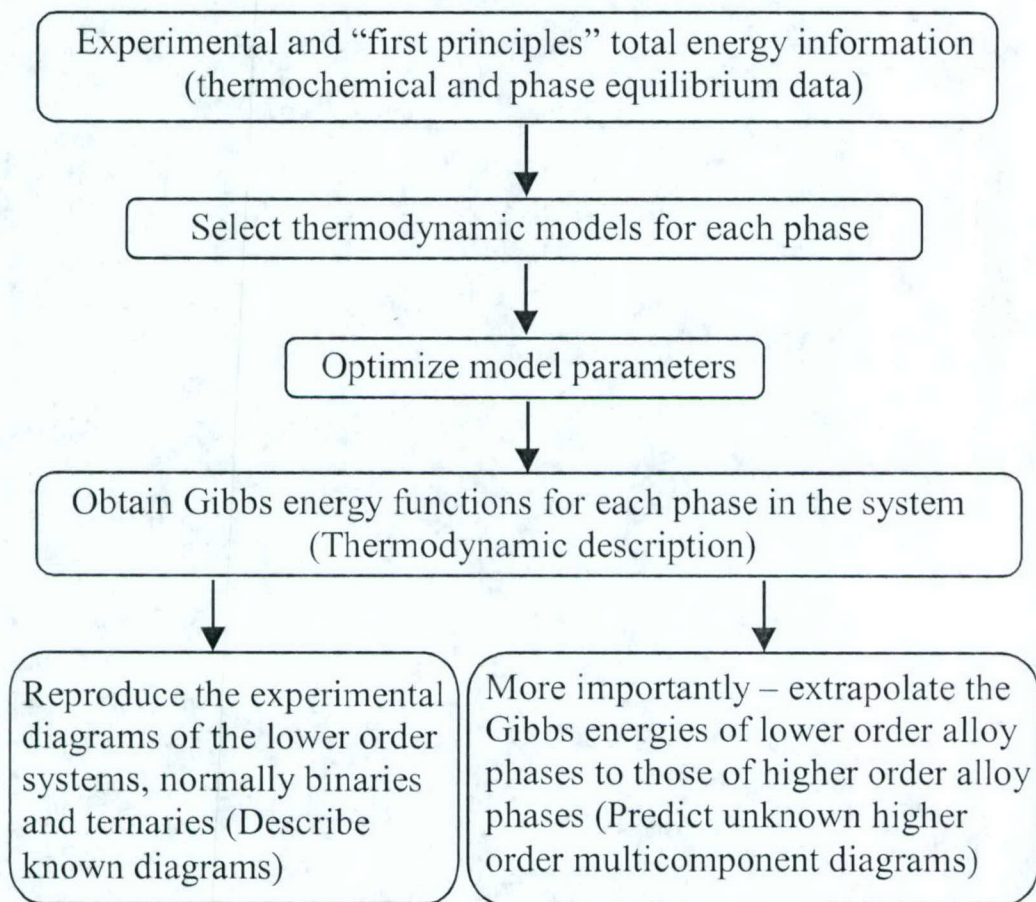 Experimental and “first principles” total energy information
(thermochemical and phase equilibrium data)
Select thermodynamic models for each phase
Optimize model parameters
Obtain Gibbs energy functions for each phase in the system
(Thermodynamic description)
Reproduce the experimental
diagrams of the lower order
systems, normally binaries
and ternaries (Describe
known diagrams)
More importantly – extrapolate the
Gibbs energies of lower order alloy
phases to those of higher order alloy
phases (Predict unknown higher
order multicomponent diagrams)